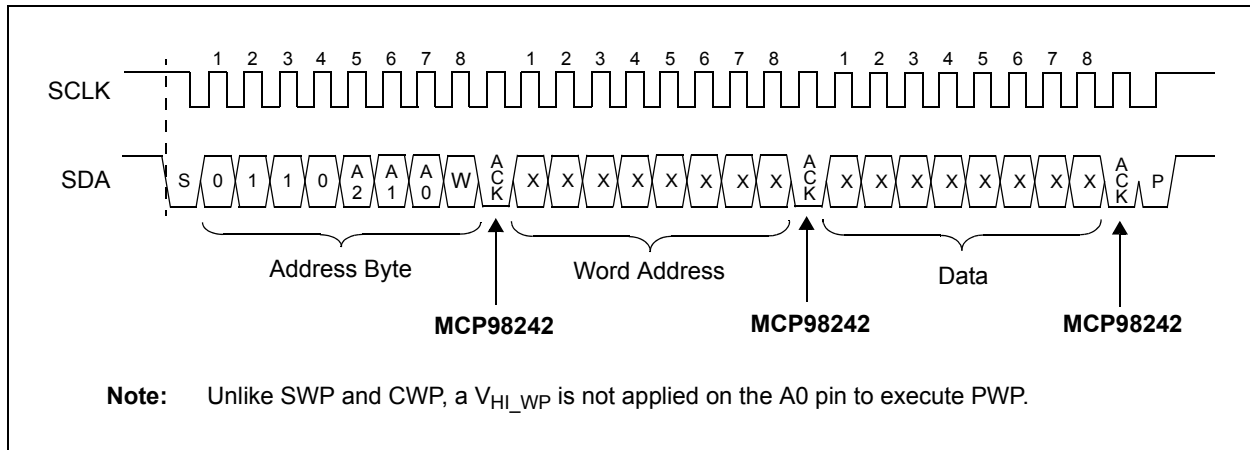 1 2 3 4 5 6 7 8 1 2 3 4 5 6 7 8 1 2 3 4 5 6 7 8
SCLK
SDA
S 0 1 1 0 A2 A1 A0 W ACK X X X X X X X X ACK X X X X X X X X ACK P
Address Byte Word Address Data
MCP98242 MCP98242 MCP98242
Note: Unlike SWP and CWP, a VHI_WP is not applied on the A0 pin to execute PWP.